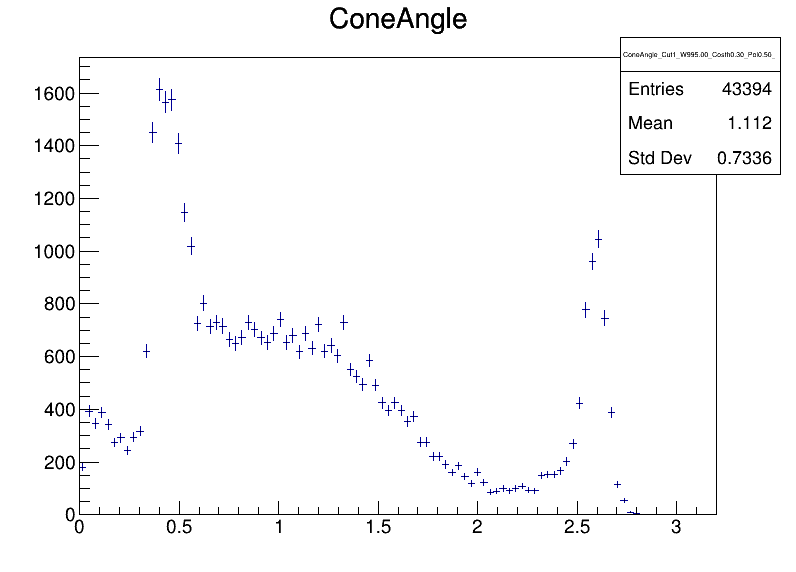 ConeAngle
ConeAngle_Cut1_W995.00_Costh0.30_Pol0.50_
Entries 43394
Mean 1.112
Std Dev 0.7336
1600
1400
1200
1000
800
600
400
200
0
0 0.5 1 1.5 2 2.5 3